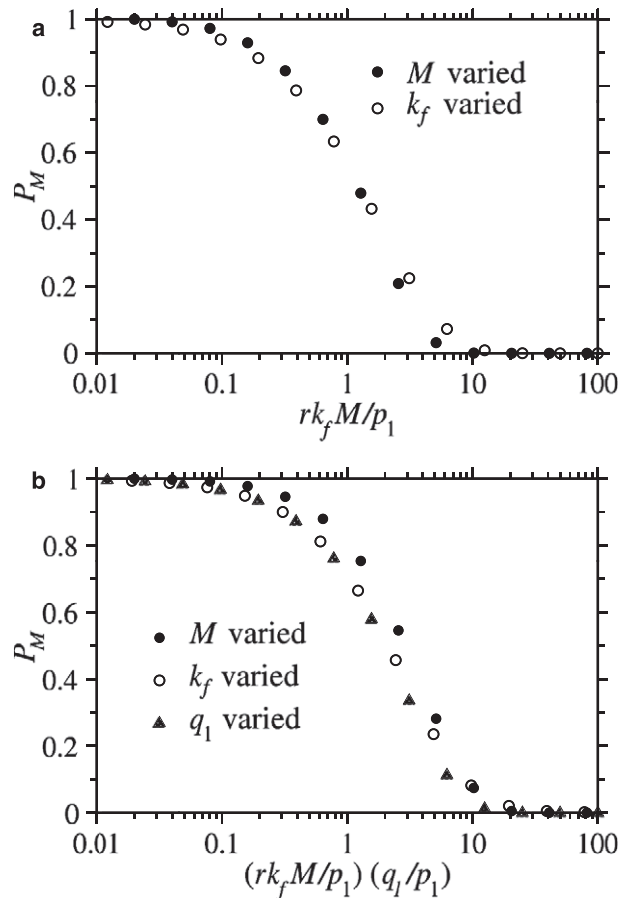 a
1
0.8
0.6
0.4
0.2
0
P_M
M varied
k_f varied
0.01 0.1 1 10 100
rk_f M/p_1
b
1
0.8
0.6
0.4
0.2
0
P_M
M varied
k_f varied
q_1 varied
0.01 0.1 1 10 100
(rk_f M/p_1) (q_l/p_1)